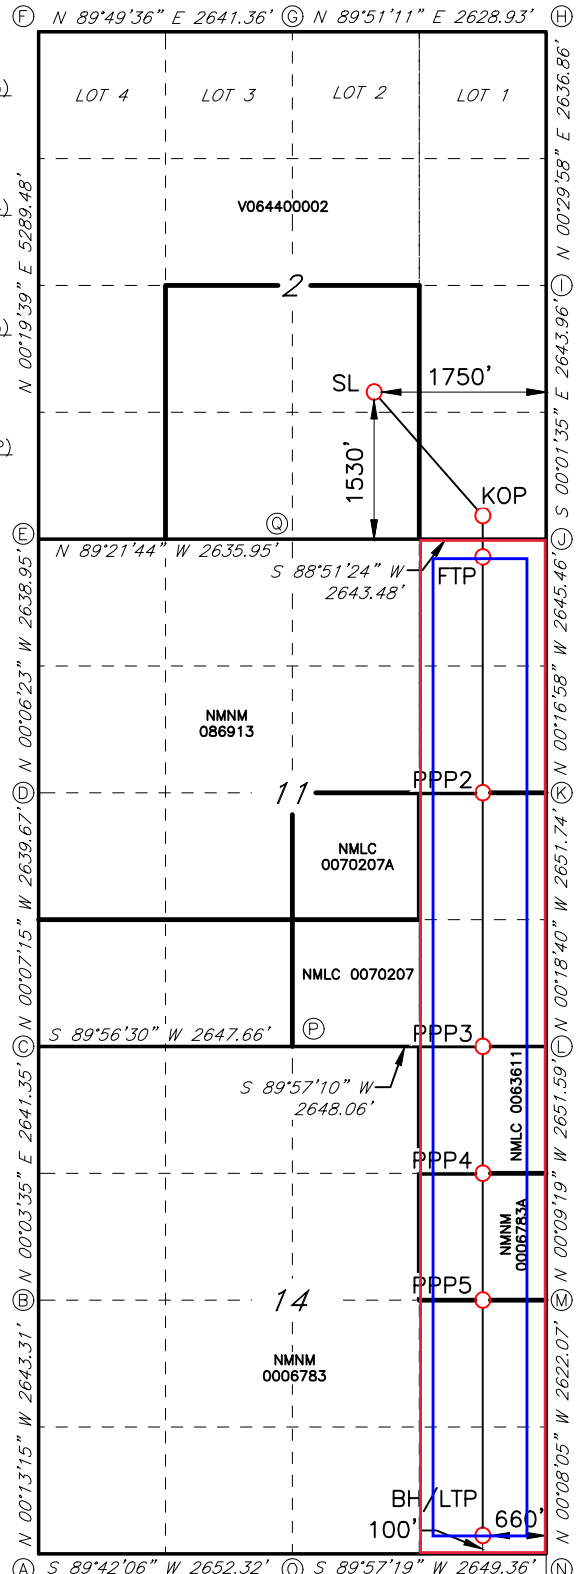 F N 89°49'36" E 2641.36' G N 89°51'11" E 2628.93' H
LOT 4 LOT 3 LOT 2 LOT 1
N 00°29'58" E 2636.86'
V064400002
N 00°19'39" E 5289.48'
2
I
SL
1750'
S 00°01'35" E 2643.96'
1530'
KOP
Q
E
J
N 89°21'44" W 2635.95'
S 88°51'24" W
2643.48'
FTP
N 00°06'23" W 2638.95'
N 00°16'58" W 2645.46'
NMNM
086913
PPP2
D
11
K
NMLC
0070207A
N 00°07'15" W 2639.67'
N 00°18'40" W 2651.74'
NMLC 0070207
P
S 89°56'30" W 2647.66'
PPP3
C
L
S 89°57'10" W
2648.06'
NMLC 0063611
N 00°03'35" E 2641.35'
N 00°09'19" W 2651.59'
PPP4
NMNM
0006783A
PPP5
B
14
M
NMNM
0006783
N 00°13'15" W 2643.31'
N 00°08'05" W 2622.07'
BH/LTP
660'
100'
A S 89°42'06" W 2652.32' O S 89°57'19" W 2649.36' N